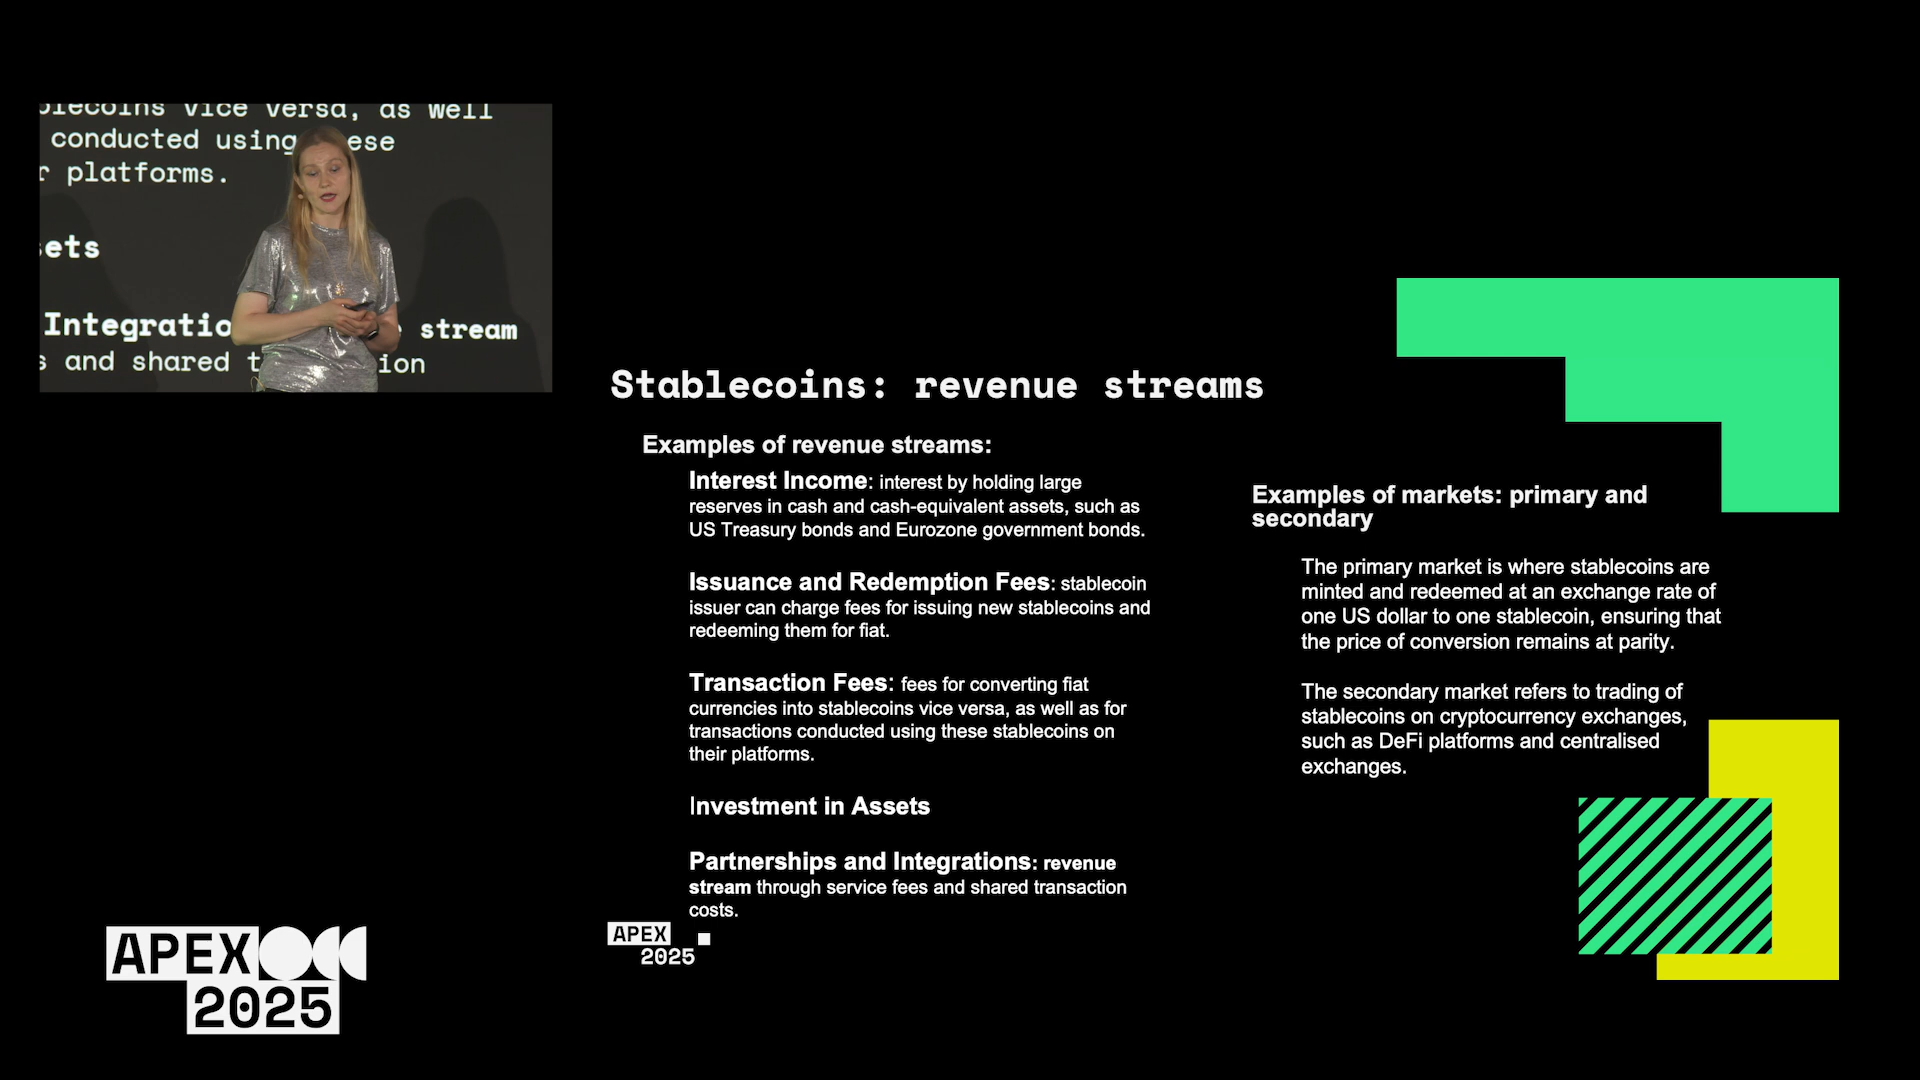 blecoins vice versa, as well
conducted using
platforms.
ets
Integratio stream
and shared
Stablecoins: revenue streams
Examples of revenue streams:
Interest Income: interest by holding large
reserves in cash and cash-equivalent assets, such as
US Treasury bonds and Eurozone government bonds.
Issuance and Redemption Fees: stablecoin
issuer can charge fees for issuing new stablecoins and
redeeming them for fiat.
Transaction Fees: fees for converting fiat
currencies into stablecoins vice versa, as well as for
transactions conducted using these stablecoins on
their platforms.
Investment in Assets
Partnerships and Integrations: revenue
stream through service fees and shared transaction
costs.
Examples of markets: primary and
secondary
The primary market is where stablecoins are
minted and redeemed at an exchange rate of
one US dollar to one stablecoin, ensuring that
the price of conversion remains at parity.
The secondary market refers to trading of
stablecoins on cryptocurrency exchanges,
such as DeFi platforms and centralised
exchanges.
APEX
2025
APEX
2025